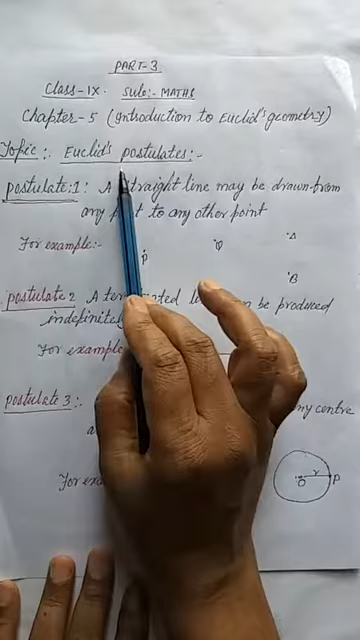 PART-3
Class-IX. Sub:- MATHS
Chapter-5 (Introduction to Euclid's geometry)
Topic:- Euclid's postulates:-
postulate:1: A straight line may be drawn from
any to any other point
For example:-
P Q A
B
postulate 2 A be produced
indefinitely
For example
postulate 3:- any centre
For
O r P